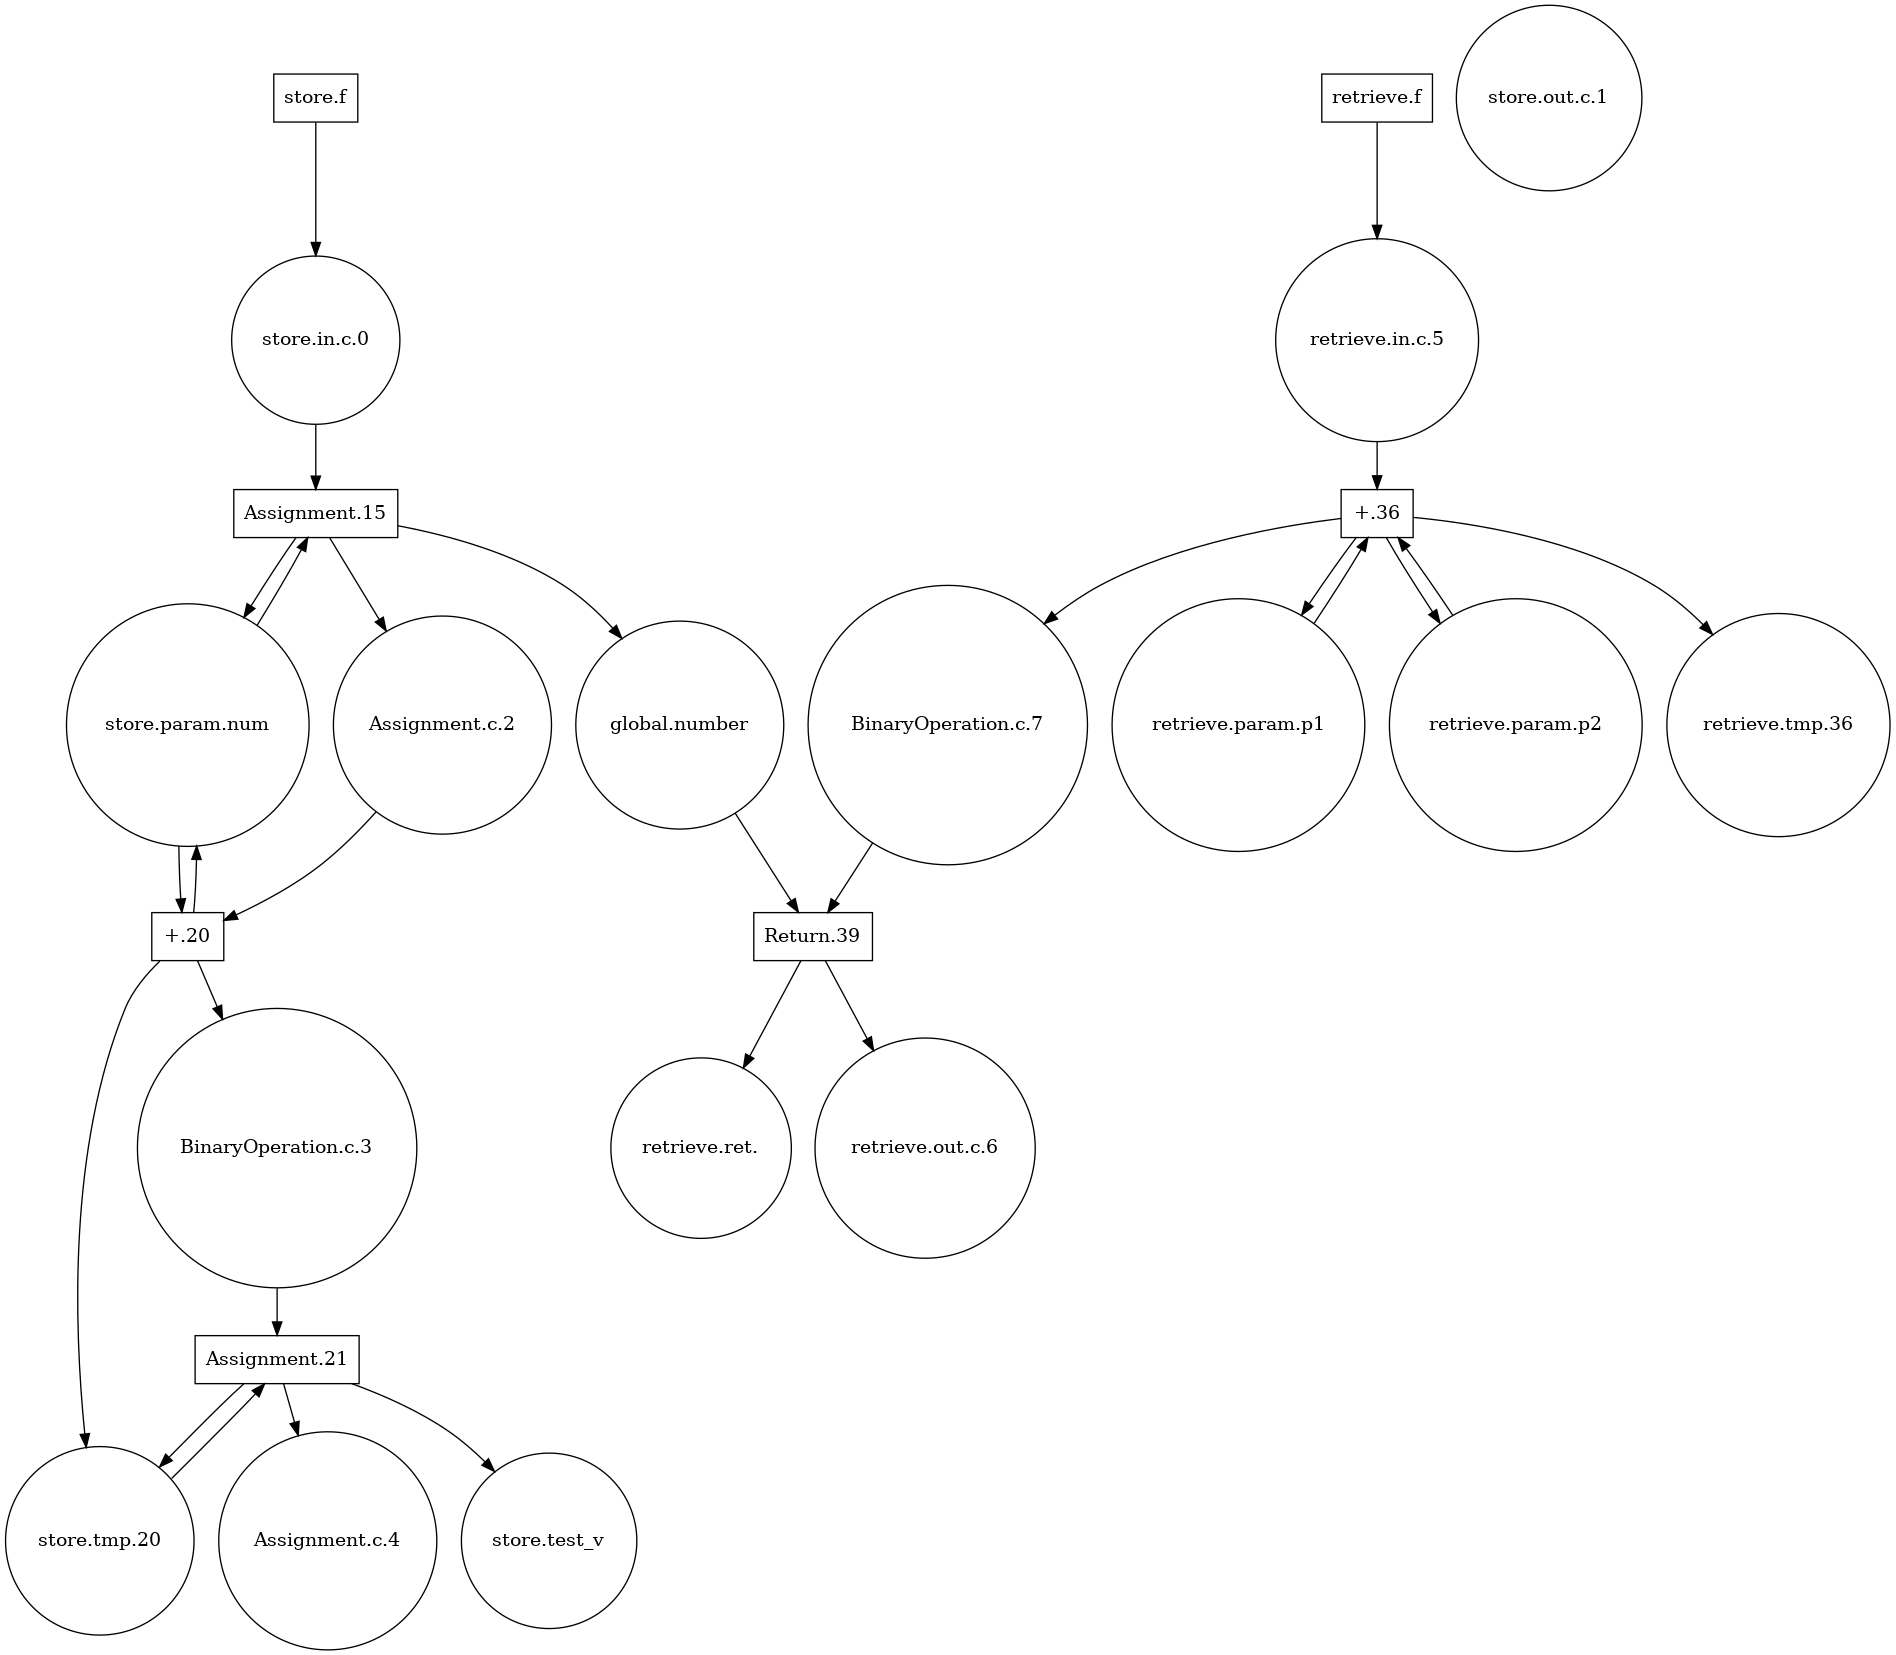 store.f
retrieve.f
store.out.c.1
store.in.c.0
retrieve.in.c.5
Assignment.15
+.36
store.param.num
Assignment.c.2
global.number
BinaryOperation.c.7
retrieve.param.p1
retrieve.param.p2
retrieve.tmp.36
+.20
Return.39
BinaryOperation.c.3
retrieve.ret.
retrieve.out.c.6
Assignment.21
store.tmp.20
Assignment.c.4
store.test_v